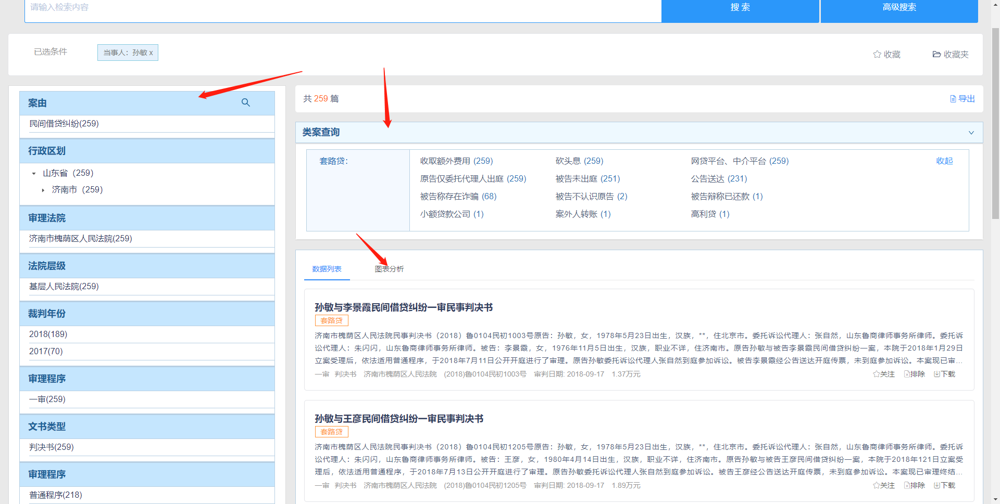 请输入检索内容
搜 索
高级搜索
已选条件
当事人：孙敏 x
收藏
收藏夹
案由
民间借贷纠纷(259)
行政区划
山东省（259)
济南市（259)
审理法院
济南市槐荫区人民法院(259)
法院层级
基层人民法院(259)
裁判年份
2018(189)
2017(70)
审理程序
一审(259)
文书类型
判决书(259)
审理程序
普通程序(218)
共 259 篇
导出
类案查询
套路贷：
收取额外费用 (259)
砍头息 (259)
网贷平台、中介平台 (259)
收起
原告仅委托代理人出庭 (259)
被告未出庭 (251)
公告送达 (231)
被告称存在诈骗 (68)
被告不认识原告 (2)
被告辩称已还款 (1)
小额贷款公司 (1)
案外人转账 (1)
高利贷 (1)
数据列表
图表分析
孙敏与李景霞民间借贷纠纷一审民事判决书
套路贷
济南市槐荫区人民法院民事判决书（2018）鲁0104民初1003号原告：孙敏，女，1978年5月23日出生，汉族，**，住北京市。委托诉讼代理人：张自然，山东鲁商律师事务所律师。委托诉
讼代理人：朱闪闪，山东鲁商律师事务所律师。被告：李景霞，女，1976年11月5日出生，汉族，职业不详，住济南市。原告孙敏与被告李景霞民间借贷纠纷一案，本院于2018年1月29日
立案受理后，依法适用普通程序，于2018年7月11日公开开庭进行了审理。原告孙敏委托诉讼代理人张自然到庭参加诉讼。被告李景霞经公告送达开庭传票，未到庭参加诉讼。本案现已审...
一审 判决书 济南市槐荫区人民法院 (2018)鲁0104民初1003号 审判日期: 2018-09-17 1.37万元
关注 排除 下载
孙敏与王彦民间借贷纠纷一审民事判决书
套路贷
济南市槐荫区人民法院民事判决书（2018）鲁0104民初1205号原告：孙敏，女，1978年5月23日出生，汉族，**，住北京市。委托诉讼代理人：张自然，山东鲁商律师事务所律师。委托诉
讼代理人：朱闪闪，山东鲁商律师事务所律师。被告：王彦，女，1980年4月14日出生，汉族，职业不详，住济南市。原告孙敏与被告王彦民间借贷纠纷一案，本院于2018年121日立案受
理后，依法适用普通程序，于2018年7月13日公开开庭进行了审理。原告孙敏委托诉讼代理人张自然到庭参加诉讼。被告王彦经公告送达开庭传票，未到庭参加诉讼。本案现已审理终结...
一审 判决书 济南市槐荫区人民法院 (2018)鲁0104民初1205号 审判日期: 2018-09-17 1.89万元
关注 排除 下载